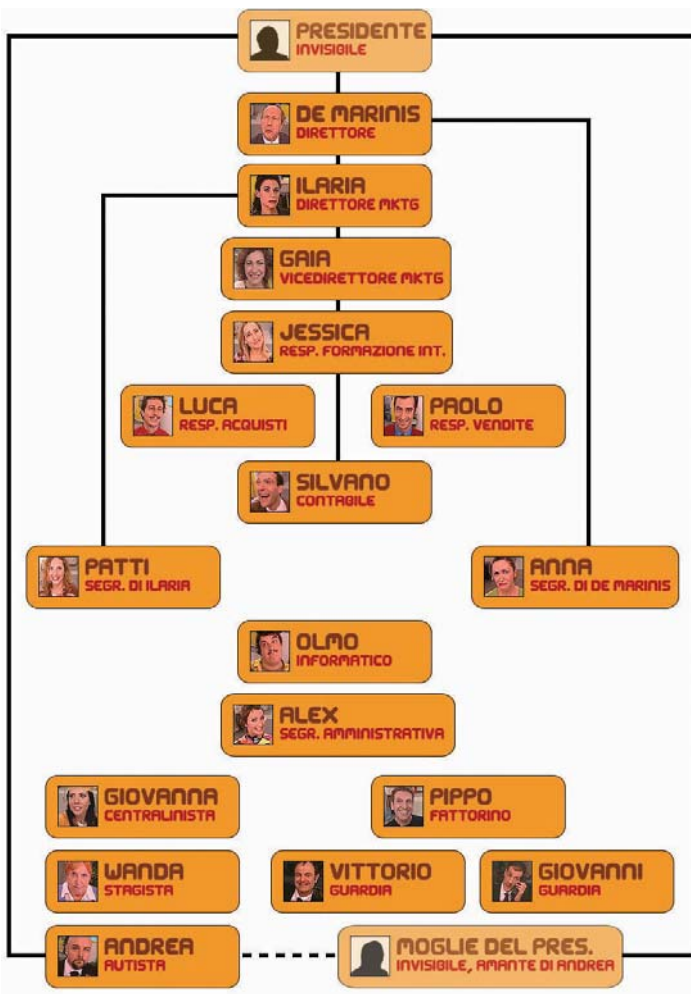 PRESIDENTE
INVISIBILE
DE MARINIS
DIRETTORE
ILARIA
DIRETTORE MKTG
GAIA
VICEDIRETTORE MKTG
JESSICA
RESP. FORMAZIONE INT.
LUCA
RESP. ACQUISTI
PAOLO
RESP. VENDITE
SILVANO
CONTABILE
PATTI
SEGR. DI ILARIA
ANNA
SEGR. DI DE MARINIS
OLMO
INFORMATICO
ALEX
SEGR. AMMINISTRATIVA
GIOVANNA
CENTRALINISTA
PIPPO
FATTORINO
WANDA
STAGISTA
VITTORIO
GUARDIA
GIOVANNI
GUARDIA
ANDREA
AUTISTA
MOGLIE DEL PRES.
INVISIBILE, AMANTE DI ANDREA